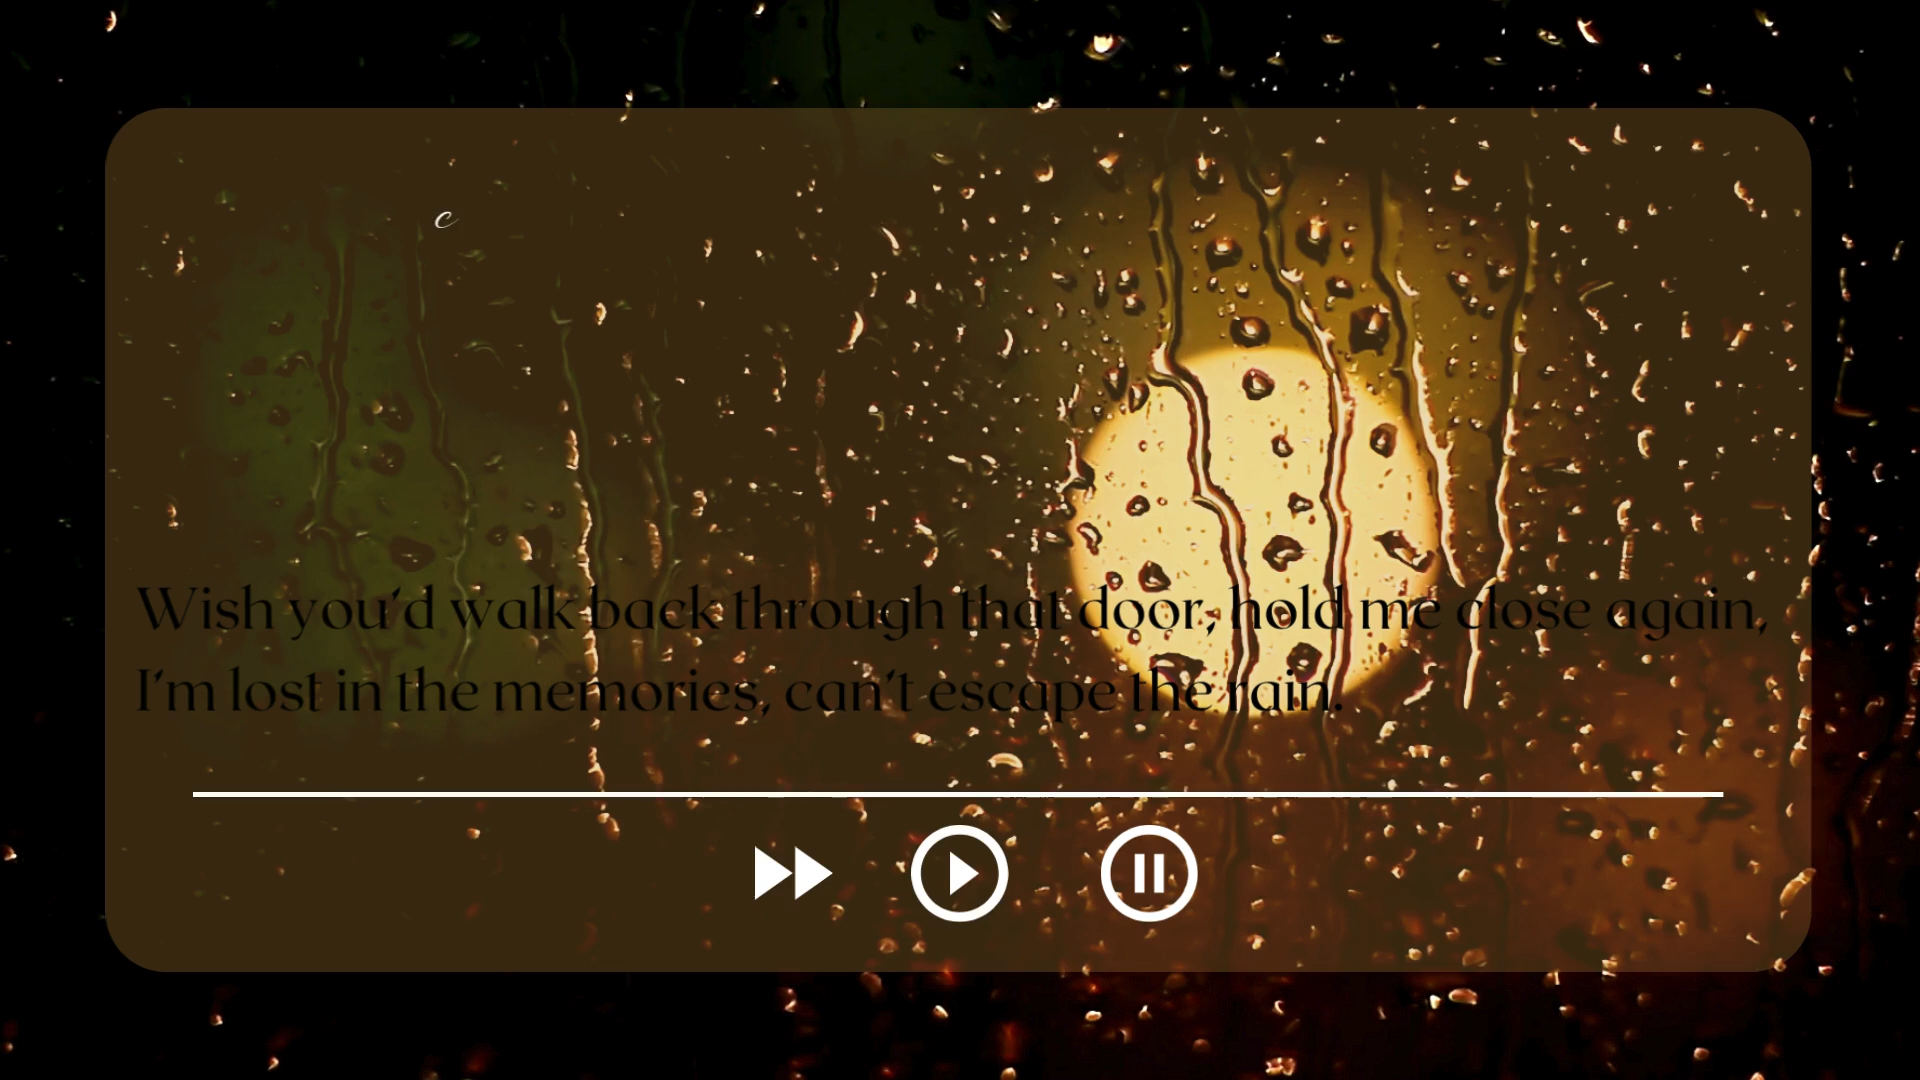 c
Wish you'd walk back through that door, hold me close again,
I'm lost in the memories, can't escape the rain.